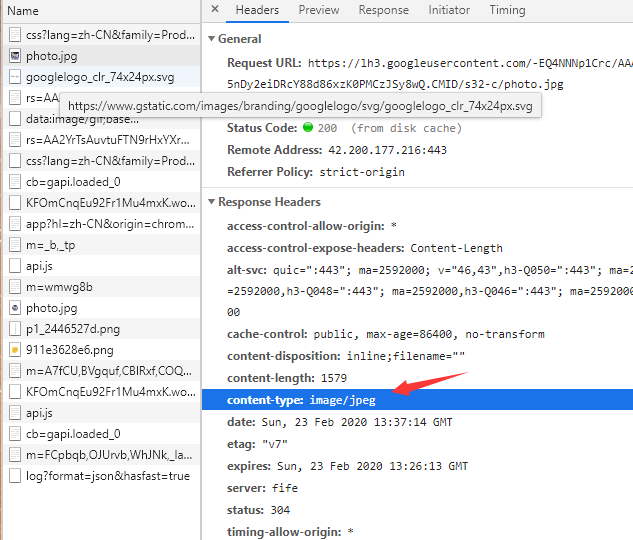 Name
css?lang=zh-CN&family=Prod...
photo.jpg
googlelogo_clr_74x24px.svg
rs=AA
https://www.gstatic.com/images/branding/googlelogo/svg/googlelogo_clr_74x24px.svg
data:image/gif;base...
rs=AA2YrTsAuvtuFTN9rHxYXr...
css?lang=zh-CN&family=Prod...
cb=gapi.loaded_0
KFOmCnqEu92Fr1Mu4mxK.wo...
app?hl=zh-CN&origin=chrom...
m=_b,_tp
api.js
m=wmwg8b
photo.jpg
p1_2446527d.png
911e3628e6.png
m=A7fCU,BVgquf,CBIRxf,COQ...
KFOmCnqEu92Fr1Mu4mxK.wo...
api.js
cb=gapi.loaded_0
m=FCpbqb,OJUrvb,WhJNk,_la...
log?format=json&hasfast=true
× Headers Preview Response Initiator Timing
▼ General
Request URL: https://lh3.googleusercontent.com/-EQ4NNNp1Crc/AAA
5nDy2eiDRcY88d86xzK0PMCzJSy8wQ.CMID/s32-c/photo.jpg
Status Code: 200 (from disk cache)
Remote Address: 42.200.177.216:443
Referrer Policy: strict-origin
▼ Response Headers
access-control-allow-origin: *
access-control-expose-headers: Content-Length
alt-svc: quic=":443"; ma=2592000; v="46,43",h3-Q050=":443"; ma=2
=2592000,h3-Q048=":443"; ma=2592000,h3-Q046=":443"; ma=2592
00
cache-control: public, max-age=86400, no-transform
content-disposition: inline;filename=""
content-length: 1579
content-type: image/jpeg
date: Sun, 23 Feb 2020 13:37:14 GMT
etag: "v7"
expires: Sun, 23 Feb 2020 13:26:13 GMT
server: fife
status: 304
timing-allow-origin: *